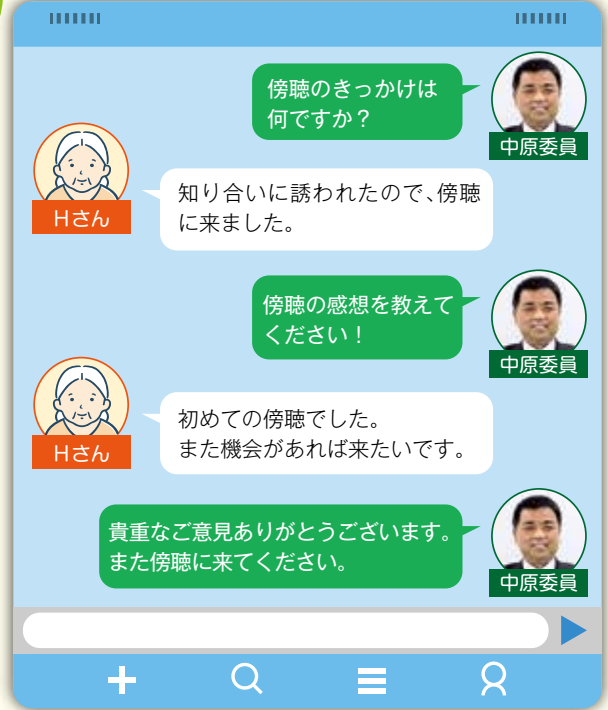 傍聴のきっかけは
何ですか？
中原委員
知り合いに誘われたので、傍聴
に来ました。
Hさん
傍聴の感想を教えて
ください！
中原委員
初めての傍聴でした。
また機会があれば来たいです。
Hさん
貴重なご意見ありがとうございます。
また傍聴に来てください。
中原委員